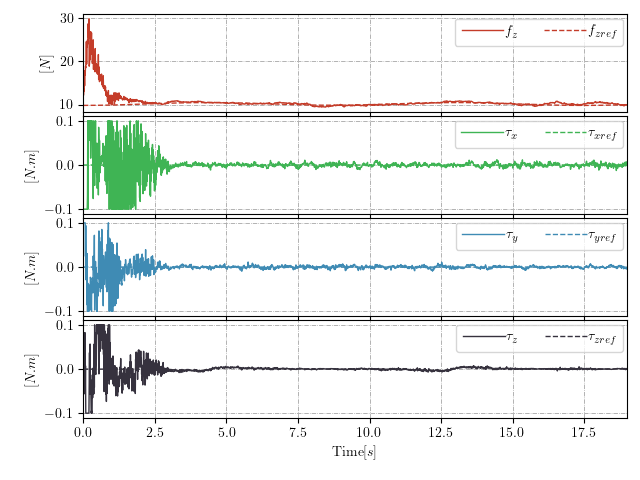 30
20
10
[N]
f_z f_zref
0.1
0.0
−0.1
[N.m]
τ_x τ_xref
0.1
0.0
−0.1
[N.m]
τ_y τ_yref
0.1
0.0
−0.1
[N.m]
τ_z τ_zref
0.0 2.5 5.0 7.5 10.0 12.5 15.0 17.5
Time[s]